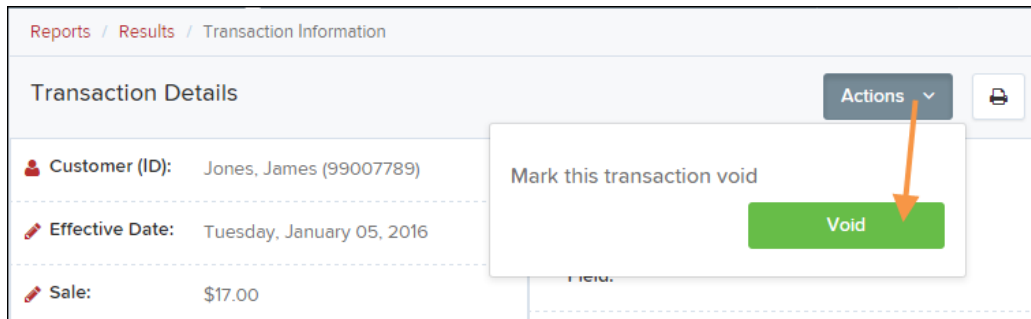 Reports / Results / Transaction Information
Transaction Details
Actions
Customer (ID): Jones, James (99007789)
Mark this transaction void
Void
Effective Date: Tuesday, January 05, 2016
Sale: $17.00